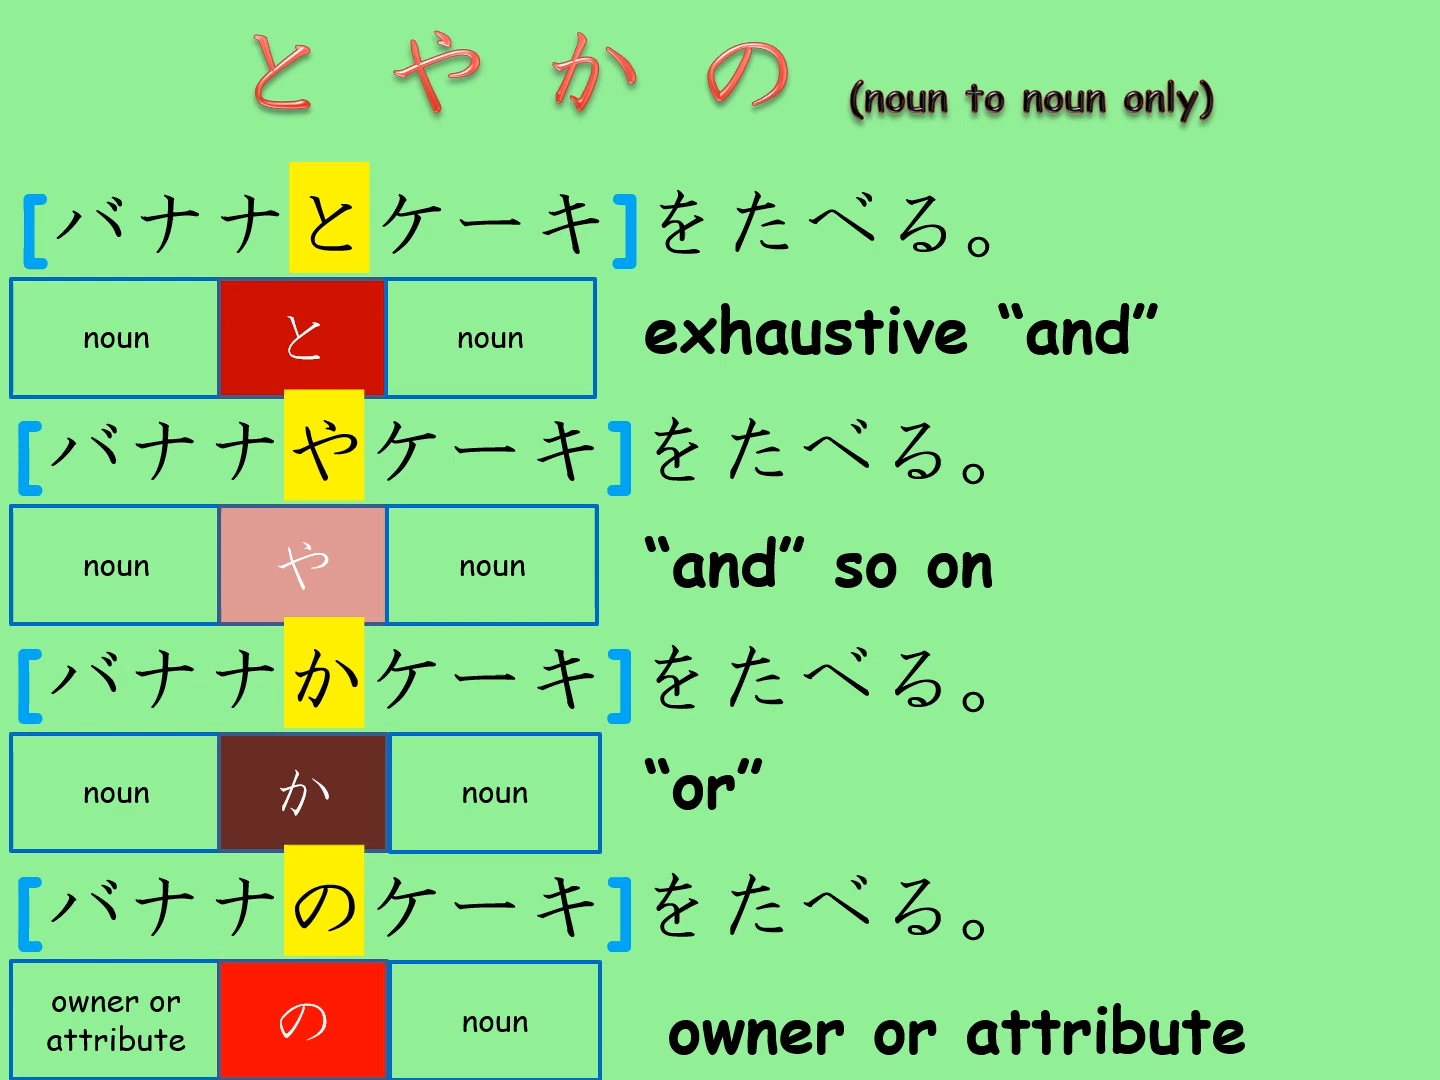 と や か の (noun to noun only)
[バナナとケーキ]をたべる。
noun と noun exhaustive “and”
[バナナやケーキ]をたべる。
noun や noun “and” so on
[バナナかケーキ]をたべる。
noun か noun “or”
[バナナのケーキ]をたべる。
owner or
attribute の noun owner or attribute